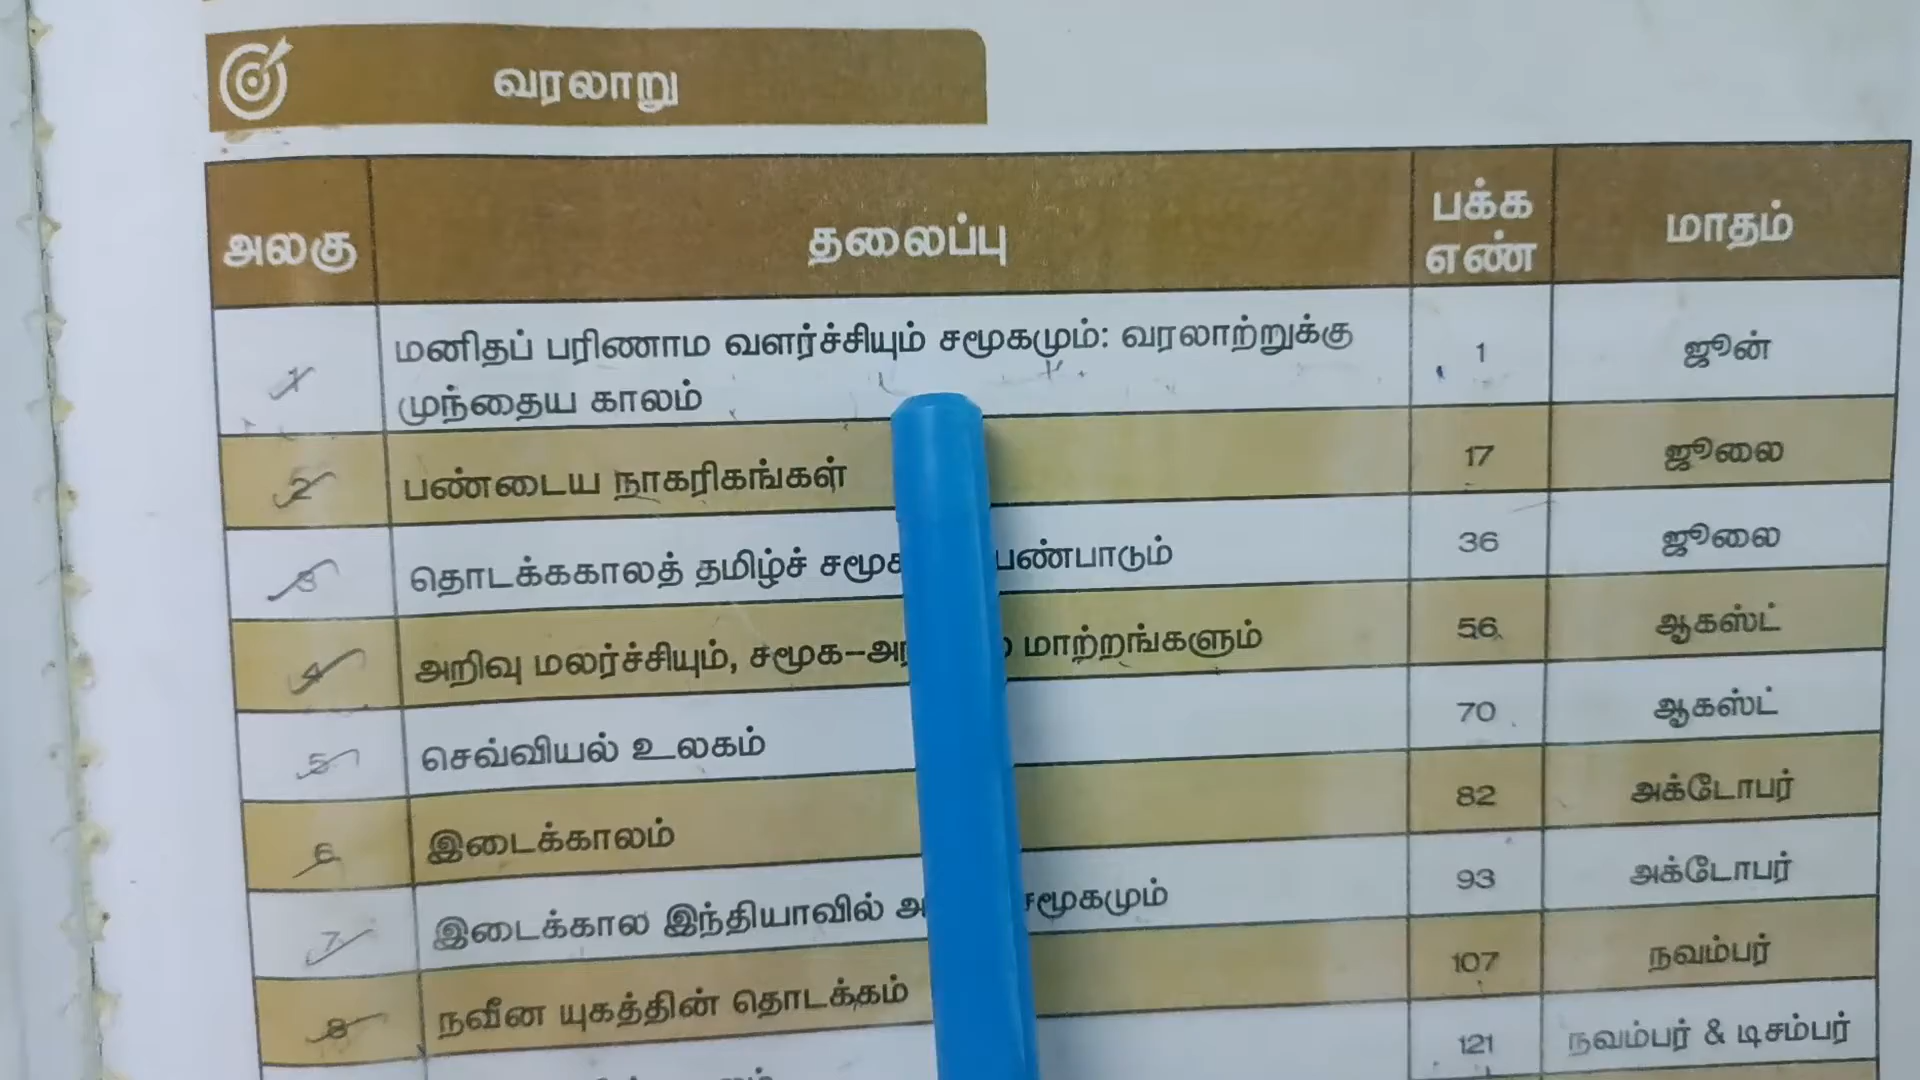 வரலாறு
அலகு தலைப்பு பக்க எண் மாதம்
1 மனிதப் பரிணாம வளர்ச்சியும் சமூகமும்: வரலாற்றுக்கு 1 ஜூன்
முந்தைய காலம்
2 பண்டைய நாகரிகங்கள் 17 ஜூலை
3 தொடக்ககாலத் தமிழ்ச் பண்பாடும் 36 ஜூலை
4 அறிவு மலர்ச்சியும், மாற்றங்களும் 56 ஆகஸ்ட்
5 செவ்வியல் உலகம் 70 ஆகஸ்ட்
6 இடைக்காலம் 82 அக்டோபர்
7 இடைக்கால இந்தியாவில் சமூகமும் 93 அக்டோபர்
8 நவீன யுகத்தின் தொடக்கம் 107 நவம்பர்
121 நவம்பர் & டிசம்பர்